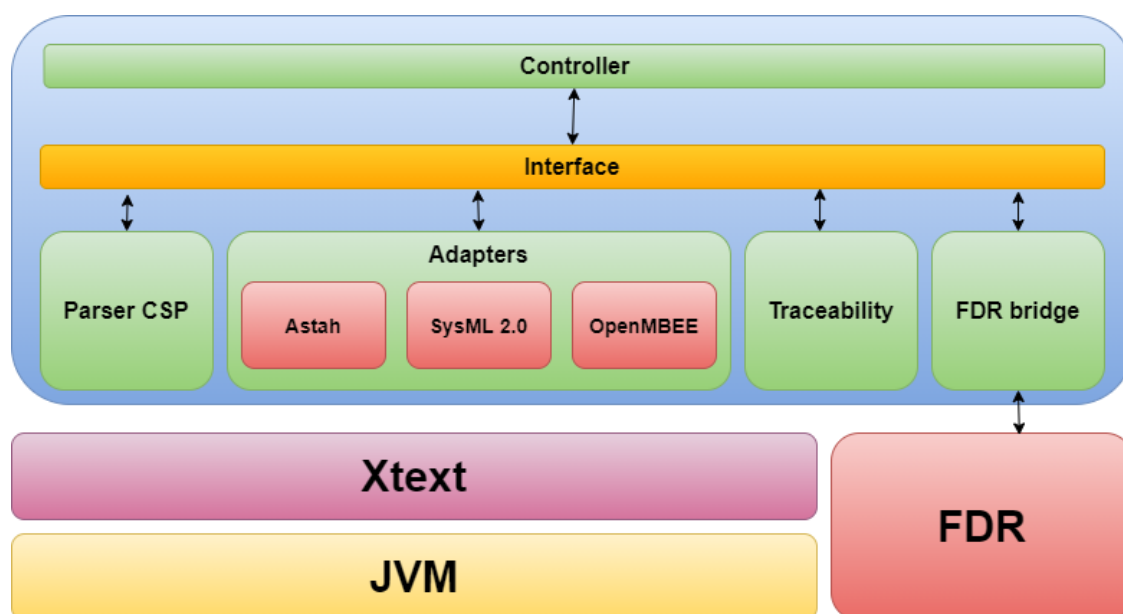 Controller
Interface
Parser CSP
Adapters
Astah
SysML 2.0
OpenMBEE
Traceability
FDR bridge
Xtext
JVM
FDR